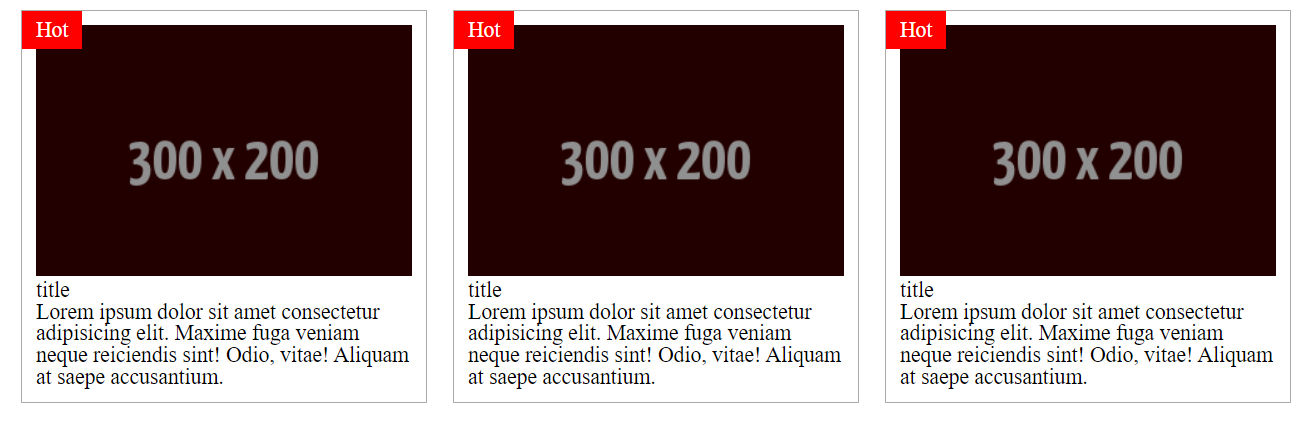 Hot
300 x 200
title
Lorem ipsum dolor sit amet consectetur
adipisicing elit. Maxime fuga veniam
neque reiciendis sint! Odio, vitae! Aliquam
at saepe accusantium.
Hot
300 x 200
title
Lorem ipsum dolor sit amet consectetur
adipisicing elit. Maxime fuga veniam
neque reiciendis sint! Odio, vitae! Aliquam
at saepe accusantium.
Hot
300 x 200
title
Lorem ipsum dolor sit amet consectetur
adipisicing elit. Maxime fuga veniam
neque reiciendis sint! Odio, vitae! Aliquam
at saepe accusantium.